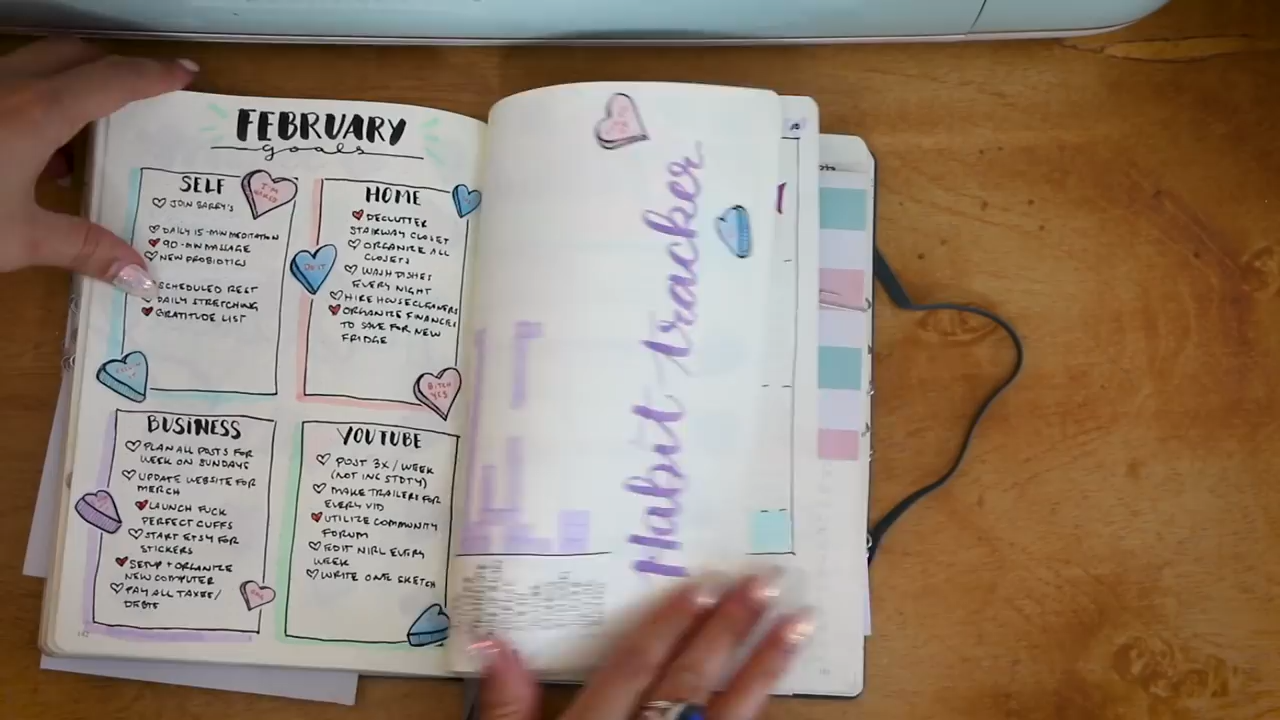 FEBRUARY
goals
SELF
JOIN BARRY'S
DAILY 15-MIN MEDITATION
90-MIN MASSAGE
NEW PROBIOTICS
SCHEDULED REST
DAILY STRETCHING
GRATITUDE LIST
HOME
DECLUTTER
STAIRWAY CLOSET
ORGANIZE ALL
CLOSETS
WASH DISHES
EVERY NIGHT
HIRE HOUSECLEANERS
ORGANIZE FINANCES
TO SAVE FOR NEW
FRIDGE
BITCH
YES
BUSINESS
PLAN ALL POSTS FOR
WEEK ON SUNDAYS
UPDATE WEBSITE FOR
MERCH
LAUNCH FUCK
PERFECT CUFFS
START ETSY FOR
STICKERS
SETUP + ORGANIZE
NEW COMPUTER
PAY ALL TAXES/
DEBTS
YOUTUBE
POST 3X/WEEK
(NOT INC STDTY)
MAKE TRAILERS FOR
EVERY VID
UTILIZE COMMUNITY
FORUM
EDIT NIRL EVERY
WEEK
WRITE ONE SKETCH
Habit tracker